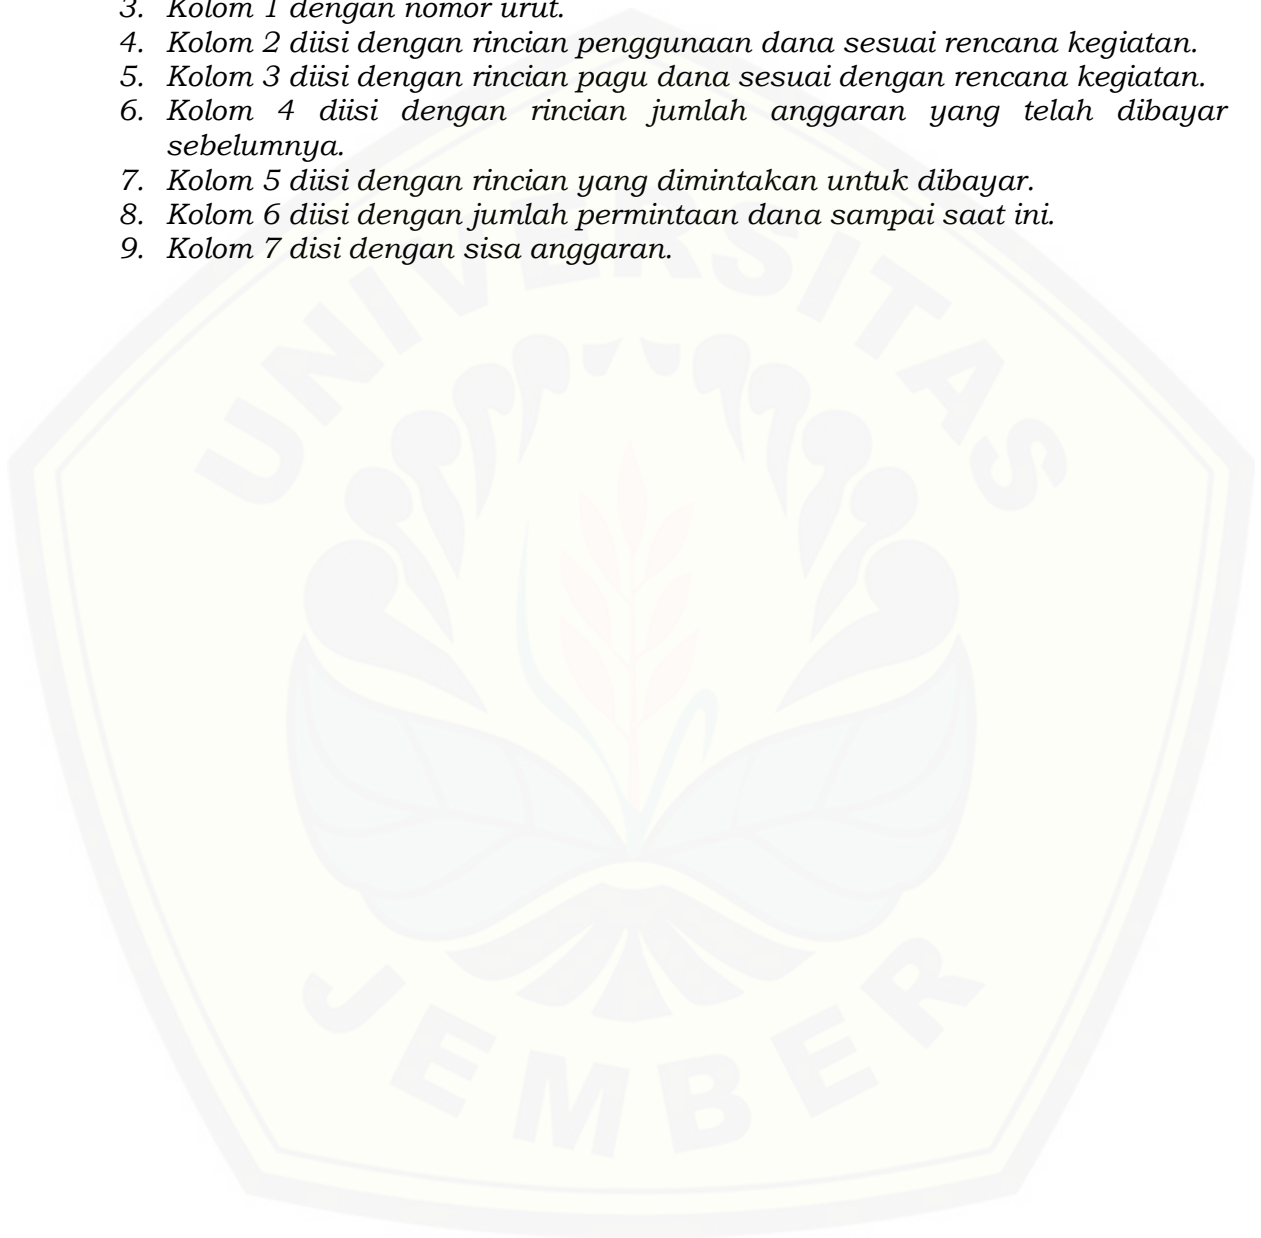 3. Kolom 1 dengan nomor urut.
4. Kolom 2 diisi dengan rincian penggunaan dana sesuai rencana kegiatan.
5. Kolom 3 diisi dengan rincian pagu dana sesuai dengan rencana kegiatan.
6. Kolom 4 diisi dengan rincian jumlah anggaran yang telah dibayar
sebelumnya.
7. Kolom 5 diisi dengan rincian yang dimintakan untuk dibayar.
8. Kolom 6 diisi dengan jumlah permintaan dana sampai saat ini.
9. Kolom 7 disi dengan sisa anggaran.
UNIVERSITAS
JEMBER